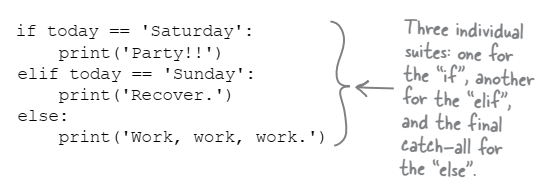 if today == 'Saturday':
    print('Party!!')
elif today == 'Sunday':
    print('Recover.')
else:
    print('Work, work, work.')
Three individual
suites: one for
the "if", another
for the "elif",
and the final
catch-all for
the "else".